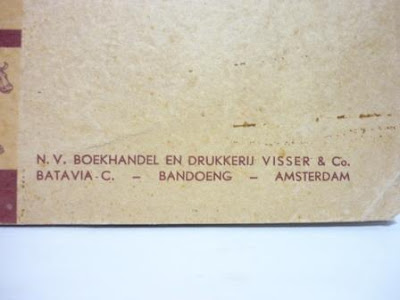 N. V. BOEKHANDEL EN DRUKKERIJ VISSER & Co.
BATAVIA-C. – BANDOENG – AMSTERDAM